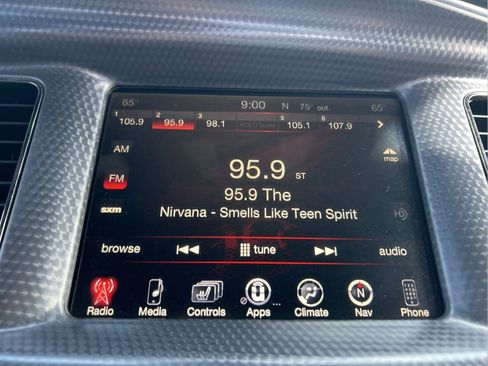 65° 9:00 N 75° out. 65°
1 2 3 5 6
105.9 95.9 98.1 105.1 107.9 >
AM
95.9 ST
map
FM
95.9 The
sxm
Nirvana - Smells Like Teen Spirit
HD
browse tune audio
Radio Media Controls Apps ... Climate Nav Phone
N